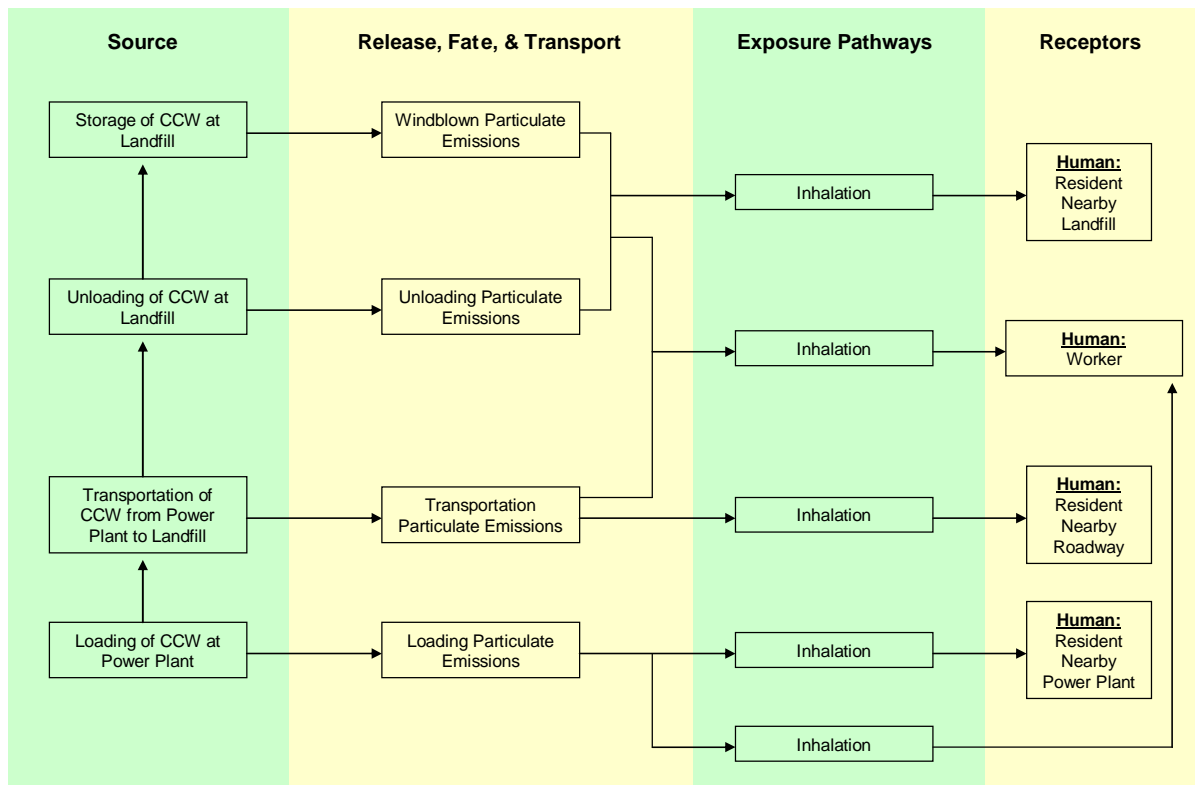 Source
Release, Fate, & Transport
Exposure Pathways
Receptors
Storage of CCW at
Landfill
Windblown Particulate
Emissions
Inhalation
Human:
Resident
Nearby
Landfill
Unloading of CCW at
Landfill
Unloading Particulate
Emissions
Inhalation
Human:
Worker
Transportation of
CCW from Power
Plant to Landfill
Transportation
Particulate Emissions
Inhalation
Human:
Resident
Nearby
Roadway
Loading of CCW at
Power Plant
Loading Particulate
Emissions
Inhalation
Human:
Resident
Nearby
Power Plant
Inhalation